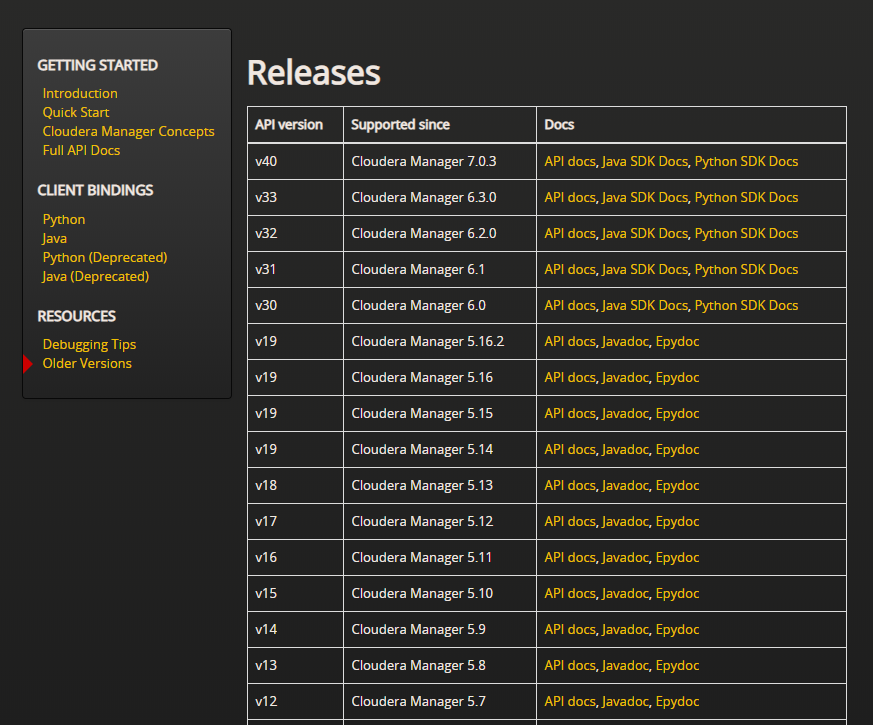 GETTING STARTED
Introduction
Quick Start
Cloudera Manager Concepts
Full API Docs
CLIENT BINDINGS
Python
Java
Python (Deprecated)
Java (Deprecated)
RESOURCES
Debugging Tips
Older Versions
Releases
API version Supported since Docs
v40 Cloudera Manager 7.0.3 API docs, Java SDK Docs, Python SDK Docs
v33 Cloudera Manager 6.3.0 API docs, Java SDK Docs, Python SDK Docs
v32 Cloudera Manager 6.2.0 API docs, Java SDK Docs, Python SDK Docs
v31 Cloudera Manager 6.1 API docs, Java SDK Docs, Python SDK Docs
v30 Cloudera Manager 6.0 API docs, Java SDK Docs, Python SDK Docs
v19 Cloudera Manager 5.16.2 API docs, Javadoc, Epydoc
v19 Cloudera Manager 5.16 API docs, Javadoc, Epydoc
v19 Cloudera Manager 5.15 API docs, Javadoc, Epydoc
v19 Cloudera Manager 5.14 API docs, Javadoc, Epydoc
v18 Cloudera Manager 5.13 API docs, Javadoc, Epydoc
v17 Cloudera Manager 5.12 API docs, Javadoc, Epydoc
v16 Cloudera Manager 5.11 API docs, Javadoc, Epydoc
v15 Cloudera Manager 5.10 API docs, Javadoc, Epydoc
v14 Cloudera Manager 5.9 API docs, Javadoc, Epydoc
v13 Cloudera Manager 5.8 API docs, Javadoc, Epydoc
v12 Cloudera Manager 5.7 API docs, Javadoc, Epydoc